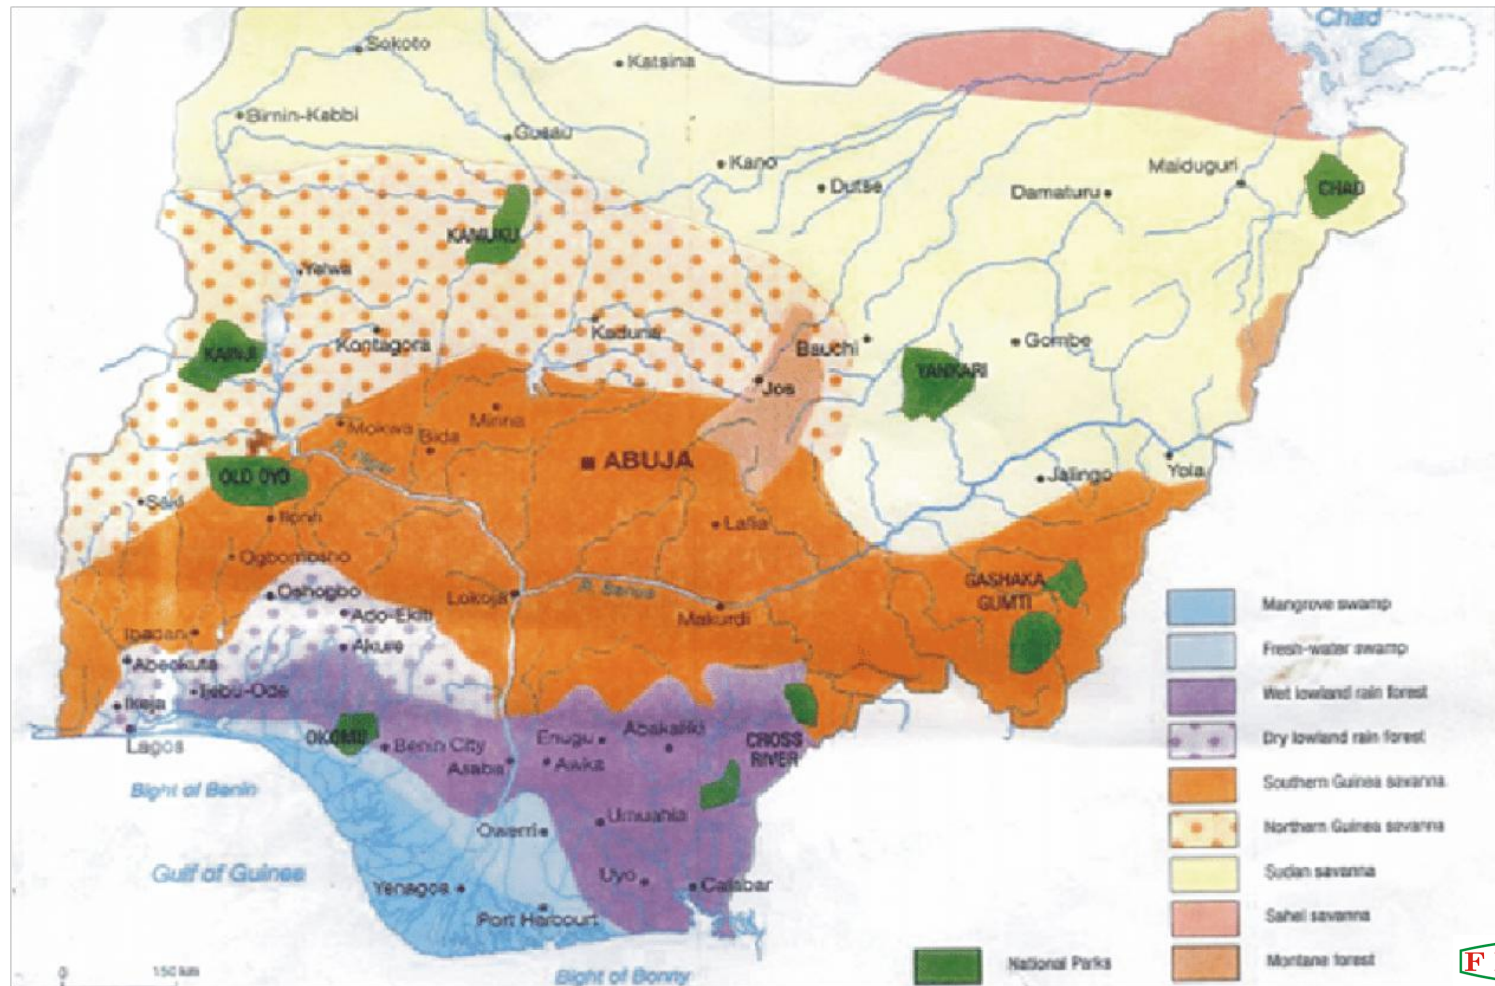 Chad
Sokoto
Katsina
Birnin-Kebbi
Gusau
Kano
Dutse
Maiduguri
Damaturu
CHAD
KAMUKU
Yelwa
KAINJI
Kontagora
Kaduna
Bauchi
Gombe
YANKARI
Jos
Mokwa
Bida
Minna
R. Niger
ABUJA
OLD OYO
Jalingo
Yola
Saki
Ilorin
Lafia
Ogbomosho
Oshogbo
Lokoja
R. Benue
GASHAKA
GUMTI
Ado-Ekiti
Makurdi
Ibadan
Akure
Abeokuta
Ijebu-Ode
Ikeja
Lagos
OKOMU
Benin City
Enugu
Abakaliki
CROSS
RIVER
Asaba
Awka
Bight of Benin
Owerri
Umuahia
Gulf of Guinea
Yenagoa
Uyo
Calabar
Port Harcourt
Bight of Bonny
0
150 km
Mangrove swamp
Fresh-water swamp
Wet lowland rain forest
Dry lowland rain forest
Southern Guinea savanna
Northern Guinea savanna
Sudan savanna
Sahel savanna
Montane forest
National Parks
F